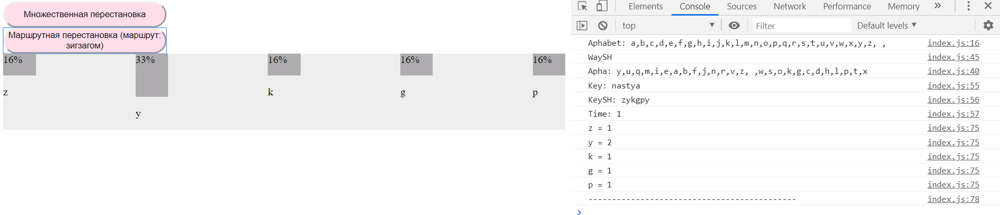 Множественная перестановка
Маршрутная перестановка (маршрут:
зигзагом)
16% 33% 16% 16% 16%
z k g p
y
Elements Console Sources Network Performance Memory »
top ▼ Filter Default levels ▼
Aphabet: a,b,c,d,e,f,g,h,i,j,k,l,m,n,o,p,q,r,s,t,u,v,w,x,y,z, , index.js:16
WaySH index.js:45
Apha: y,u,q,m,i,e,a,b,f,j,n,r,v,z, ,w,s,o,k,g,c,d,h,l,p,t,x index.js:40
Key: nastya index.js:55
KeySH: zykgpy index.js:56
Time: 1 index.js:57
z = 1 index.js:75
y = 2 index.js:75
k = 1 index.js:75
g = 1 index.js:75
p = 1 index.js:75
-------------------------------------------- index.js:78